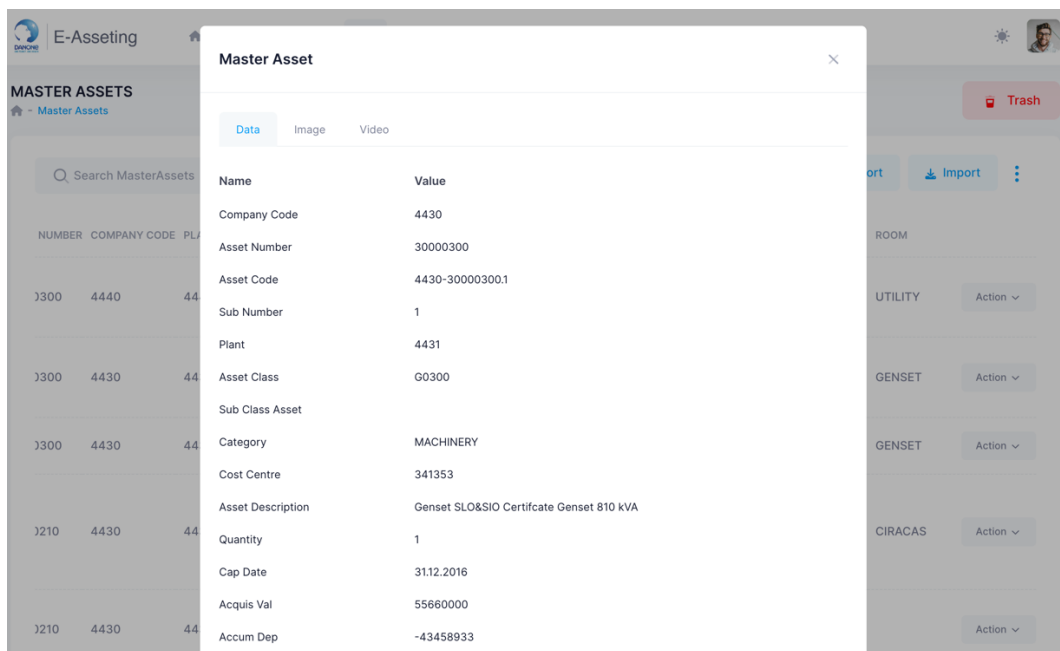 DANONE
E-Asseting
MASTER ASSETS
- Master Assets
Trash
Search MasterAssets
Import
NUMBER COMPANY CODE
ROOM
4440 UTILITY Action
4430 GENSET Action
4430 GENSET Action
4430 CIRACAS Action
4430 Action
Master Asset
Data Image Video
Name Value
Company Code 4430
Asset Number 30000300
Asset Code 4430-30000300.1
Sub Number 1
Plant 4431
Asset Class G0300
Sub Class Asset
Category MACHINERY
Cost Centre 341353
Asset Description Genset SLO&SIO Certifcate Genset 810 kVA
Quantity 1
Cap Date 31.12.2016
Acquis Val 55660000
Accum Dep -43458933